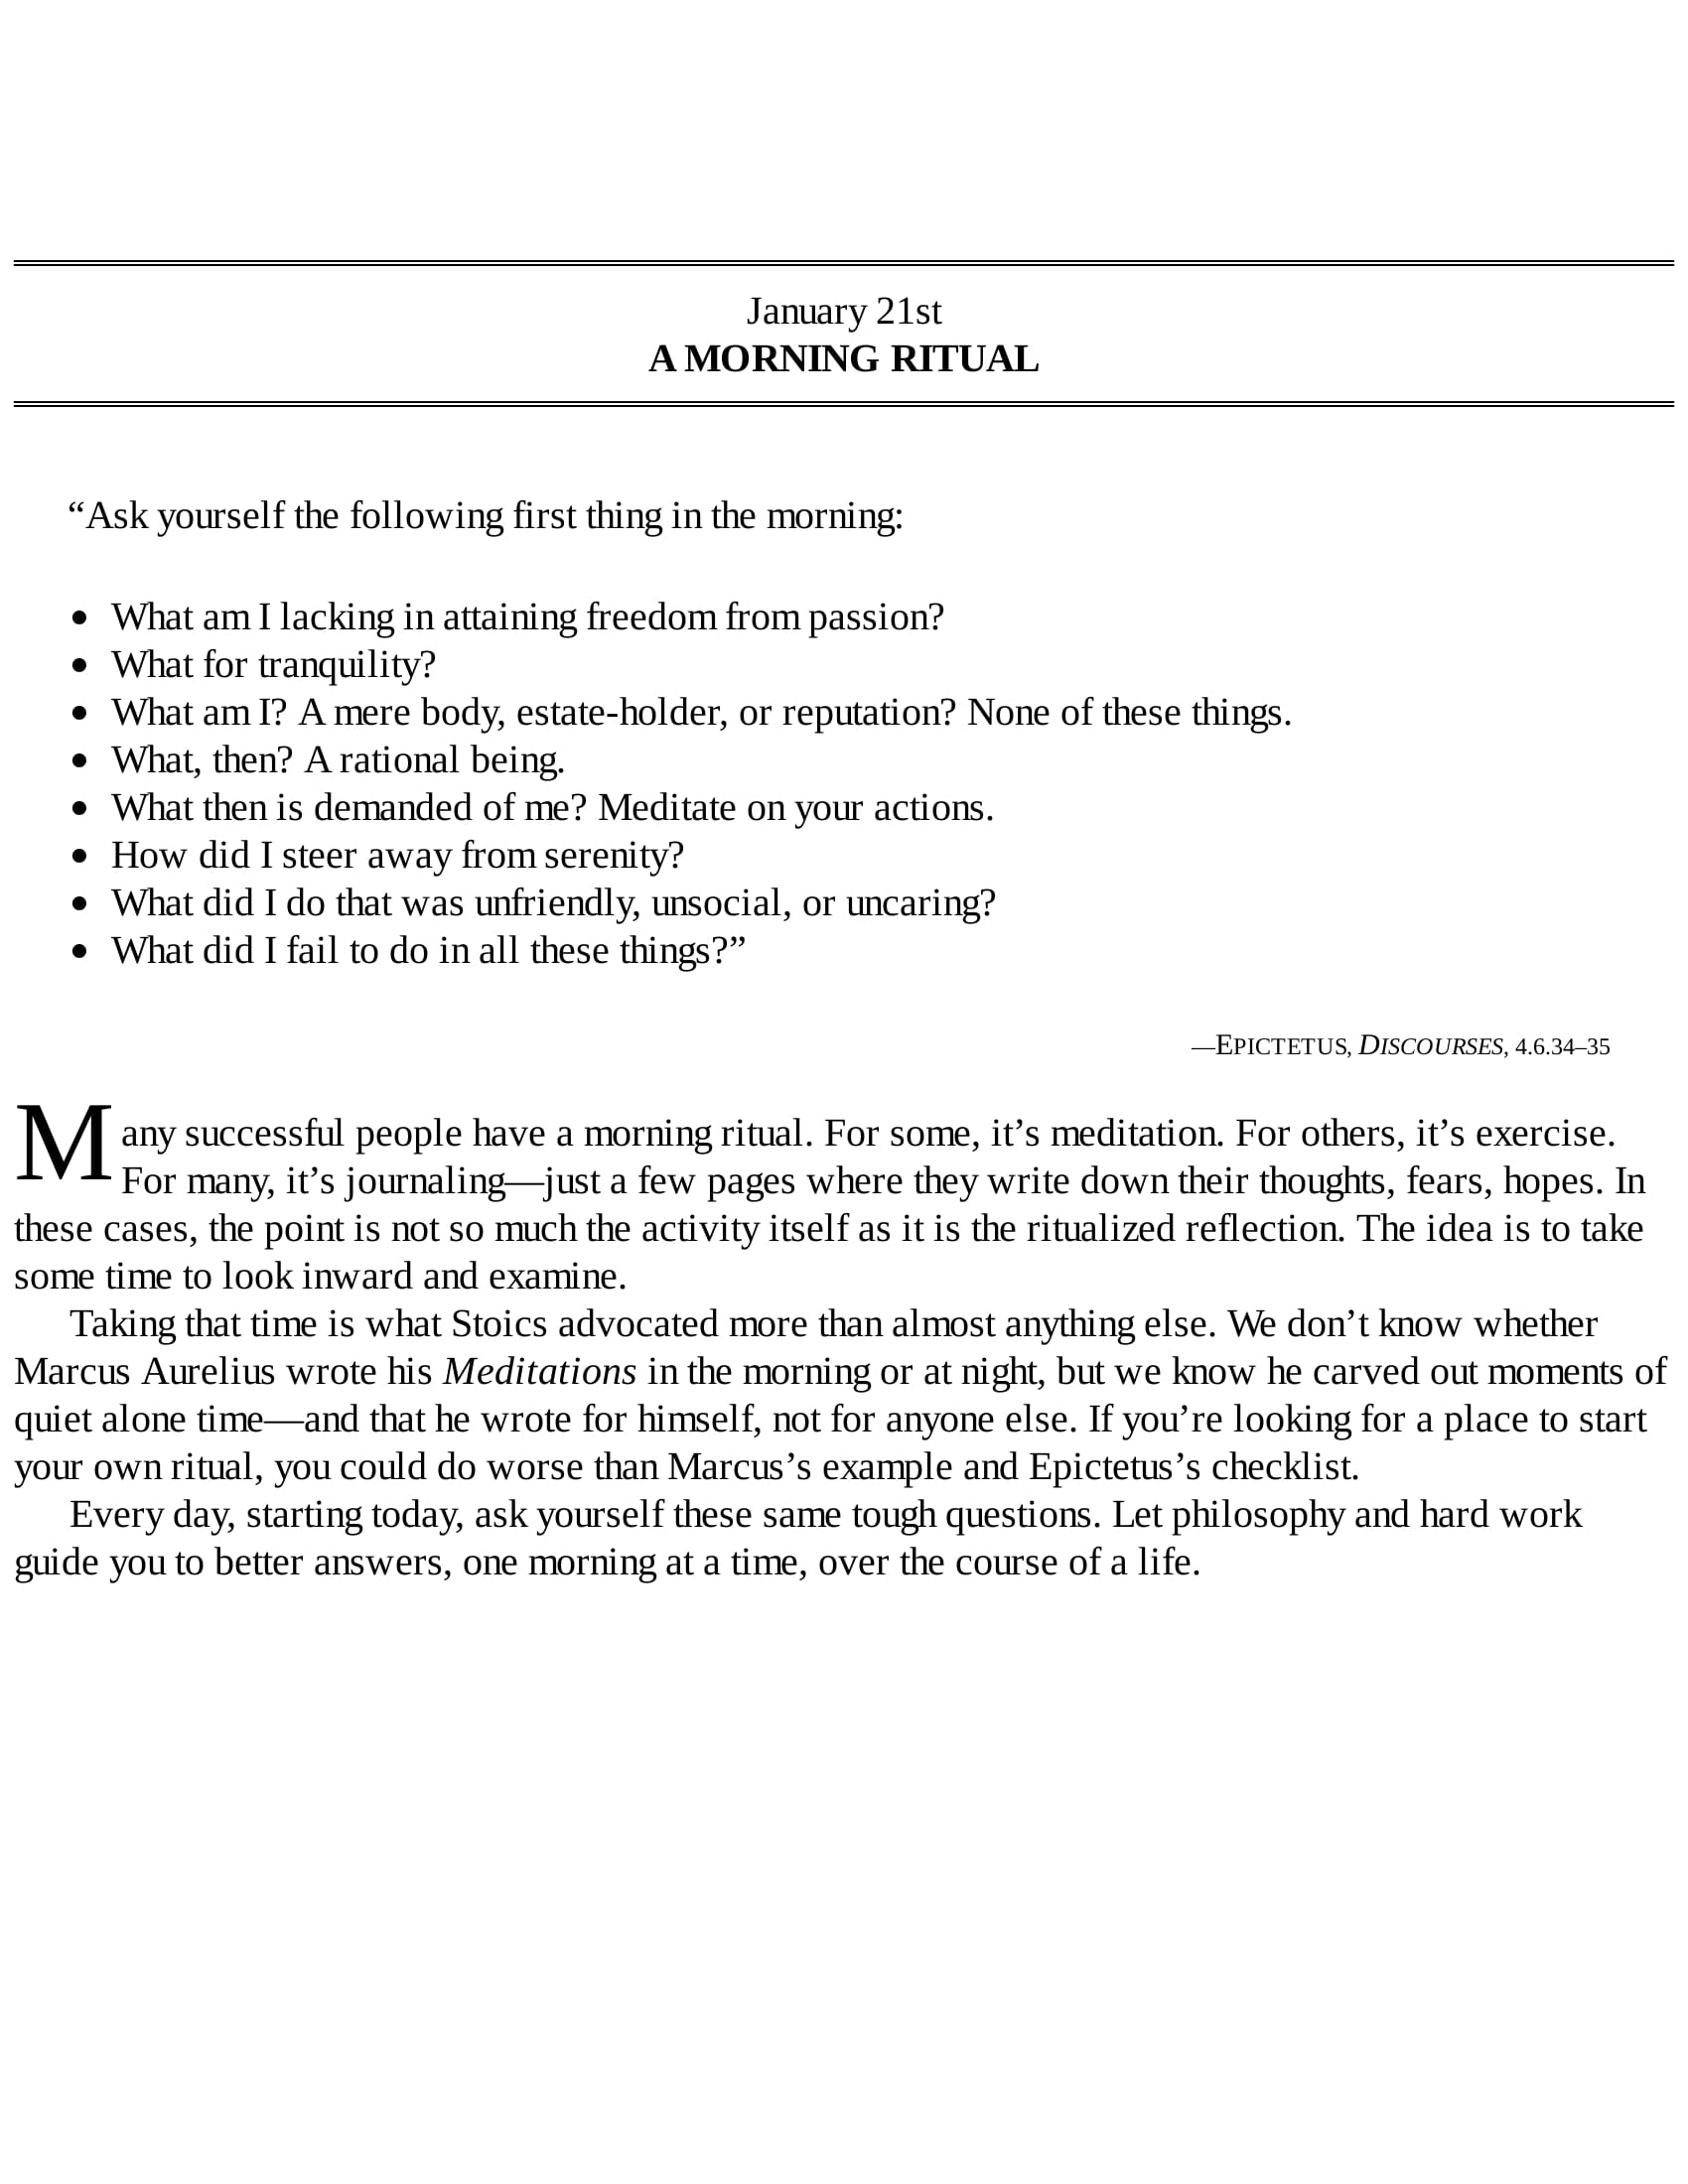 January 21st
A MORNING RITUAL
“Ask yourself the following first thing in the morning:
• What am I lacking in attaining freedom from passion?
• What for tranquility?
• What am I? A mere body, estate-holder, or reputation? None of these things.
• What, then? A rational being.
• What then is demanded of me? Meditate on your actions.
• How did I steer away from serenity?
• What did I do that was unfriendly, unsocial, or uncaring?
• What did I fail to do in all these things?”
—EPICTETUS, DISCOURSES, 4.6.34–35
Many successful people have a morning ritual. For some, it’s meditation. For others, it’s exercise.
For many, it’s journaling—just a few pages where they write down their thoughts, fears, hopes. In
these cases, the point is not so much the activity itself as it is the ritualized reflection. The idea is to take
some time to look inward and examine.
Taking that time is what Stoics advocated more than almost anything else. We don’t know whether
Marcus Aurelius wrote his Meditations in the morning or at night, but we know he carved out moments of
quiet alone time—and that he wrote for himself, not for anyone else. If you’re looking for a place to start
your own ritual, you could do worse than Marcus’s example and Epictetus’s checklist.
Every day, starting today, ask yourself these same tough questions. Let philosophy and hard work
guide you to better answers, one morning at a time, over the course of a life.